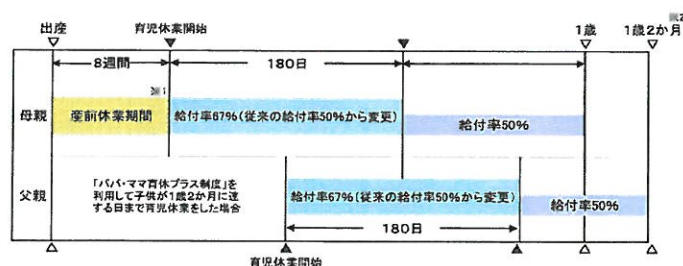 出産
育児休業開始
1歳
※2
1歳2か月
8週間
180日
※1
母親
産前休業期間
給付率67%(従来の給付率50%から変更)
給付率50%
父親
「パパ・ママ育休プラス制度」を
利用して子供が1歳2か月に達
する日まで育児休業をした場合
給付率67%(従来の給付率50%から変更)
給付率50%
180日
育児休業開始